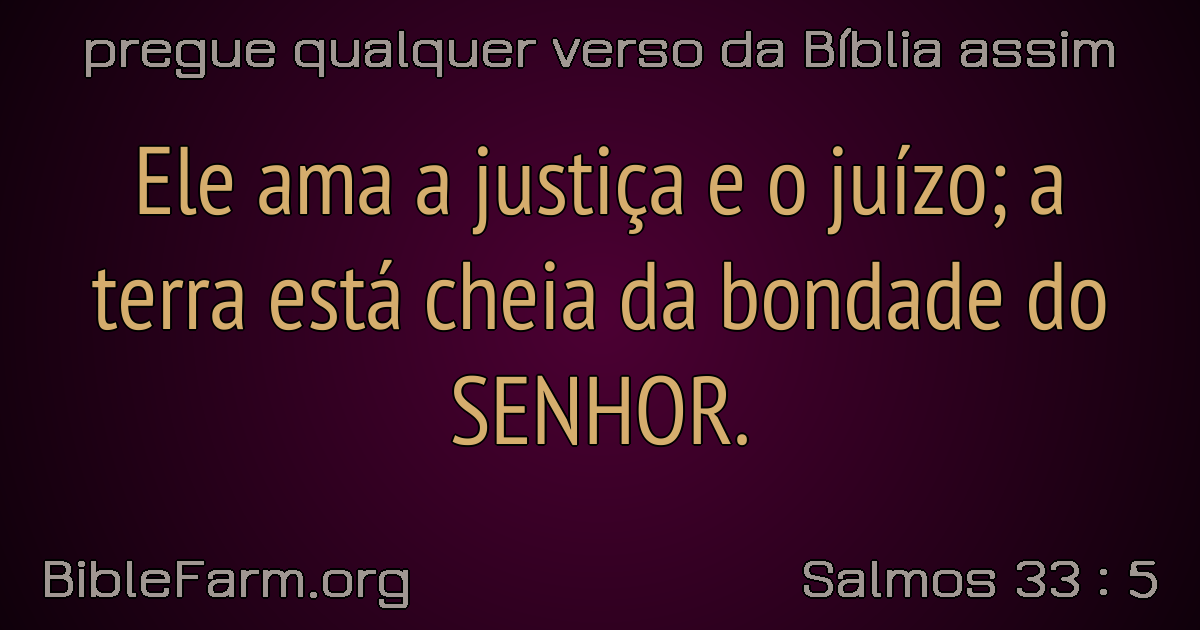 pregue qualquer verso da Bíblia assim
Ele ama a justiça e o juízo; a
terra está cheia da bondade do
SENHOR.
BibleFarm.org
Salmos 33 : 5